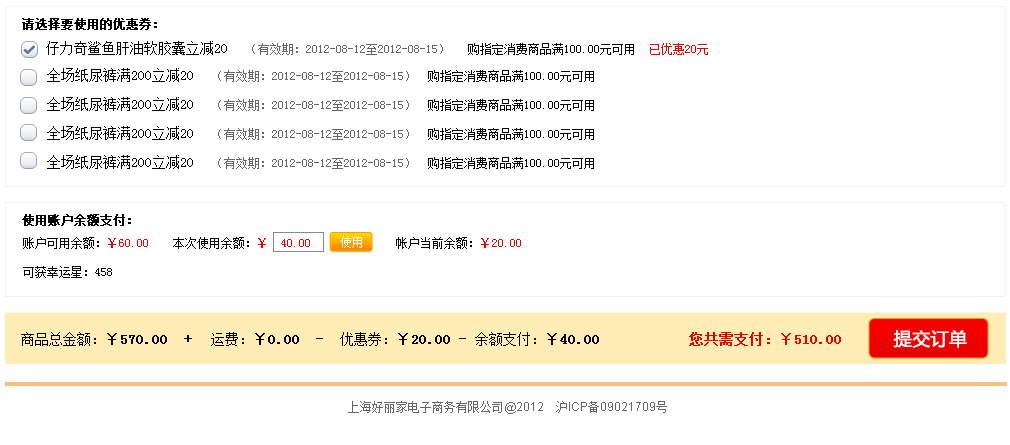 请选择要使用的优惠券：
仔力奇鲨鱼肝油软胶囊立减20 （有效期：2012-08-12至2012-08-15） 购指定消费商品满100.00元可用 已优惠20元
全场纸尿裤满200立减20 （有效期：2012-08-12至2012-08-15） 购指定消费商品满100.00元可用
全场纸尿裤满200立减20 （有效期：2012-08-12至2012-08-15） 购指定消费商品满100.00元可用
全场纸尿裤满200立减20 （有效期：2012-08-12至2012-08-15） 购指定消费商品满100.00元可用
全场纸尿裤满200立减20 （有效期：2012-08-12至2012-08-15） 购指定消费商品满100.00元可用
使用账户余额支付：
账户可用余额：￥60.00 本次使用余额：￥ 40.00 使用 帐户当前余额：￥20.00
可获幸运星：458
商品总金额：￥570.00 + 运费：￥0.00 - 优惠券：￥20.00 - 余额支付：￥40.00 您共需支付：￥510.00 提交订单
上海好丽家电子商务有限公司@2012 沪ICP备09021709号